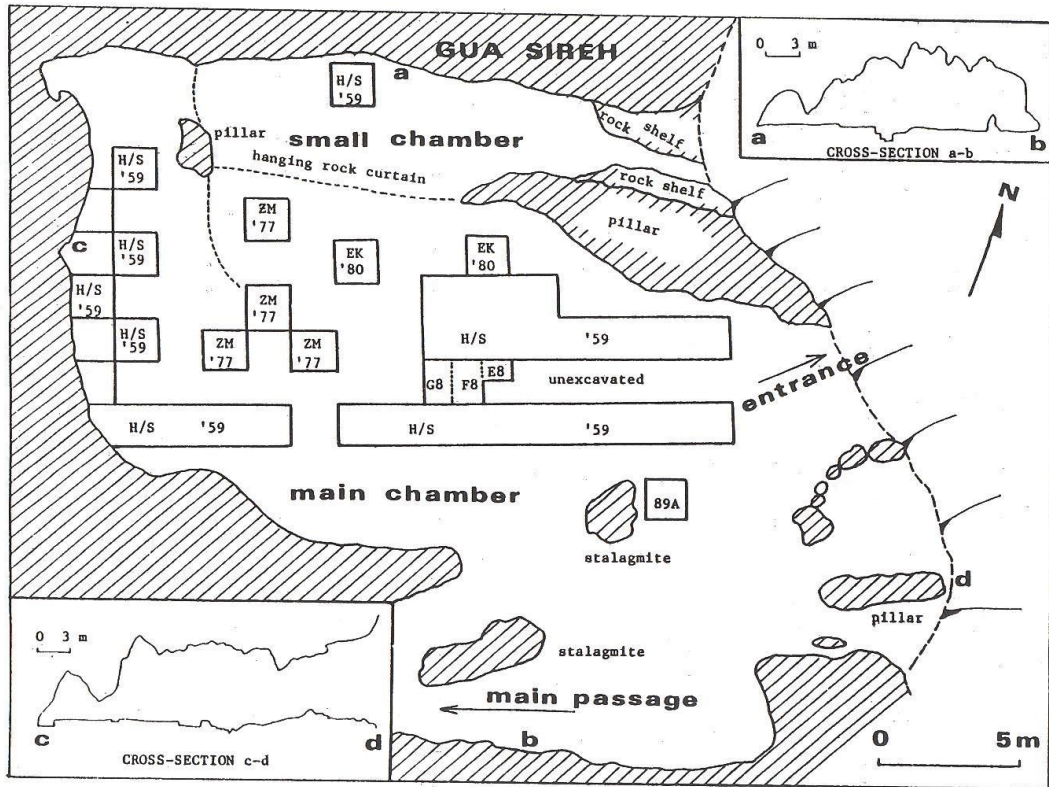 GUA SIREH
0 3 m
a
b
CROSS-SECTION a-b
a
H/S
'59
small chamber
rock shelf
pillar
hanging rock curtain
rock shelf
pillar
N
H/S
'59
ZM
'77
c
H/S
'59
EK
'80
EK
'80
H/S
'59
H/S
'59
ZM
'77
ZM
'77
ZM
'77
H/S '59
G8
F8
E8
unexcavated
entrance
H/S '59
H/S '59
main chamber
89A
stalagmite
d
pillar
stalagmite
main passage
b
0 5m
0 3 m
c
d
CROSS-SECTION c-d